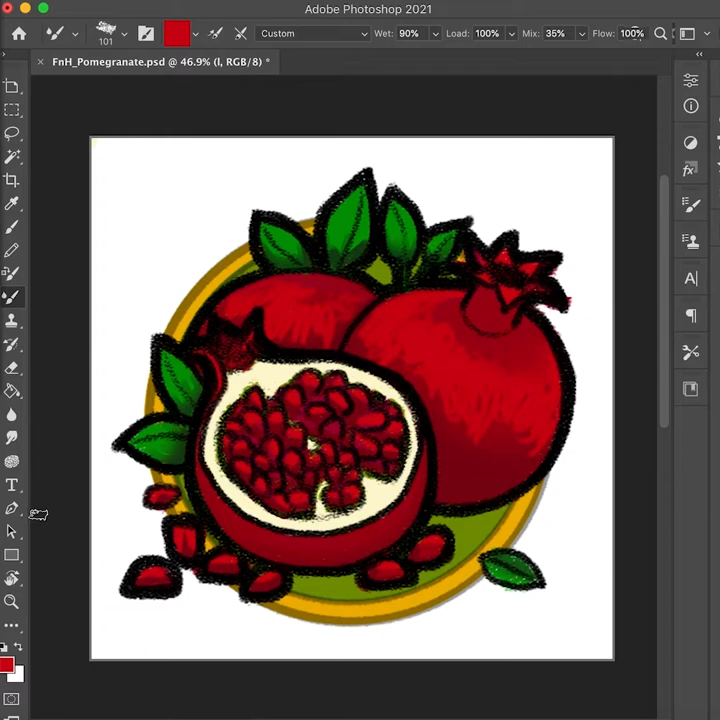 Adobe Photoshop 2021
101
Custom
Wet: 90%
Load: 100%
Mix: 35%
Flow: 100%
× FnH_Pomegranate.psd @ 46.9% (l, RGB/8) *